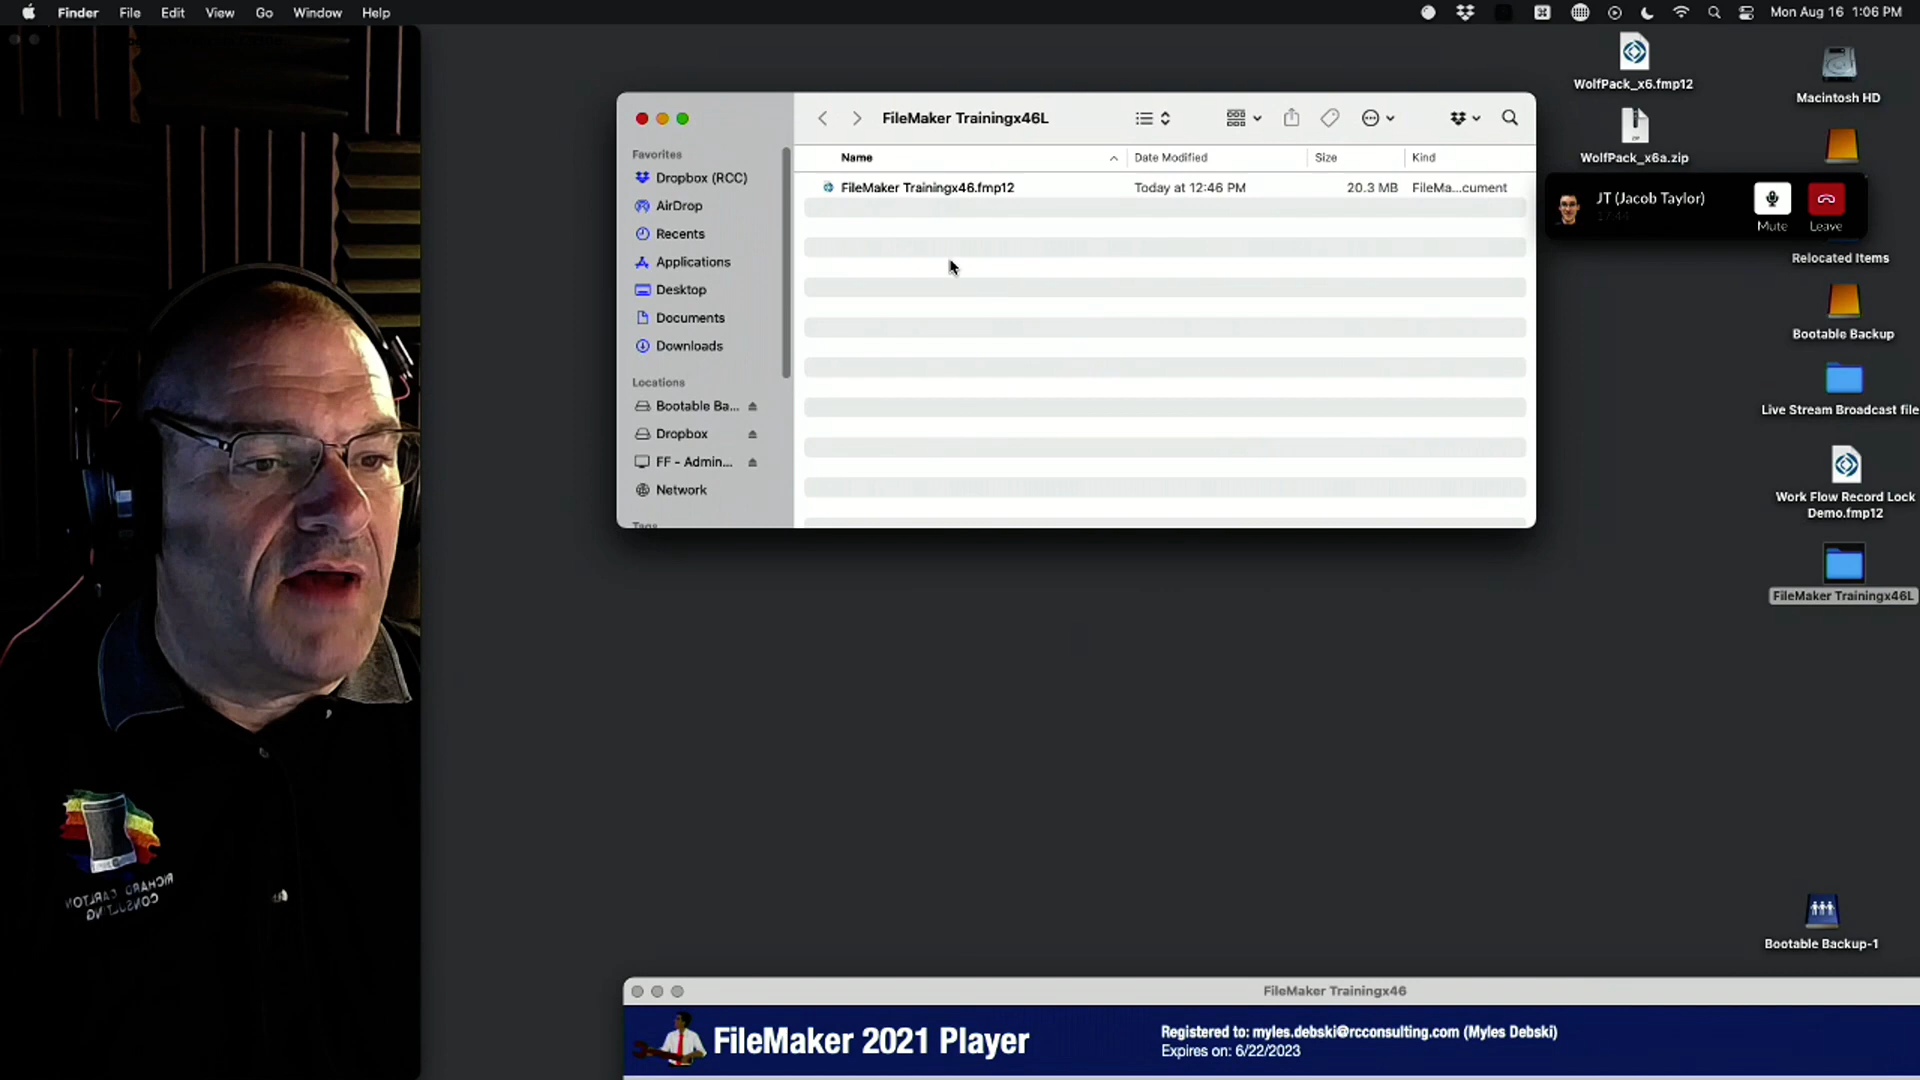 Finder File Edit View Go Window Help
Mon Aug 16 1:06 PM
WolfPack_x6.fmp12
Macintosh HD
WolfPack_x6a.zip
FileMaker Trainingx46L
Favorites
Dropbox (RCC)
AirDrop
Recents
Applications
Desktop
Documents
Downloads
Locations
Bootable Ba...
Dropbox
FF - Admin...
Network
Name Date Modified Size Kind
FileMaker Trainingx46.fmp12 Today at 12:46 PM 20.3 MB FileMa...cument
JT (Jacob Taylor)
Mute Leave
Relocated Items
Bootable Backup
Live Stream Broadcast file
Work Flow Record Lock
Demo.fmp12
FileMaker Trainingx46L
Bootable Backup-1
RICHARD CARLTON
CONSULTING
FileMaker Trainingx46
FileMaker 2021 Player
Registered to: myles.debski@rcconsulting.com (Myles Debski)
Expires on: 6/22/2023